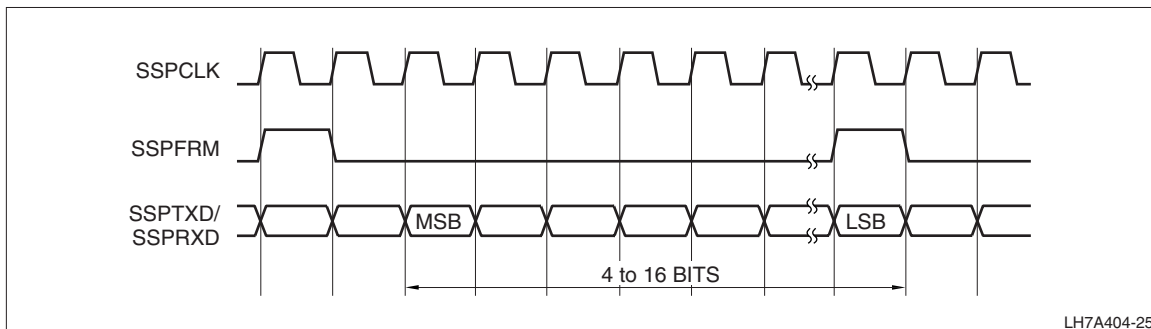 SSPCLK
SSPFRM
SSPTXD/
SSPRXD
MSB
LSB
4 to 16 BITS
LH7A404-25